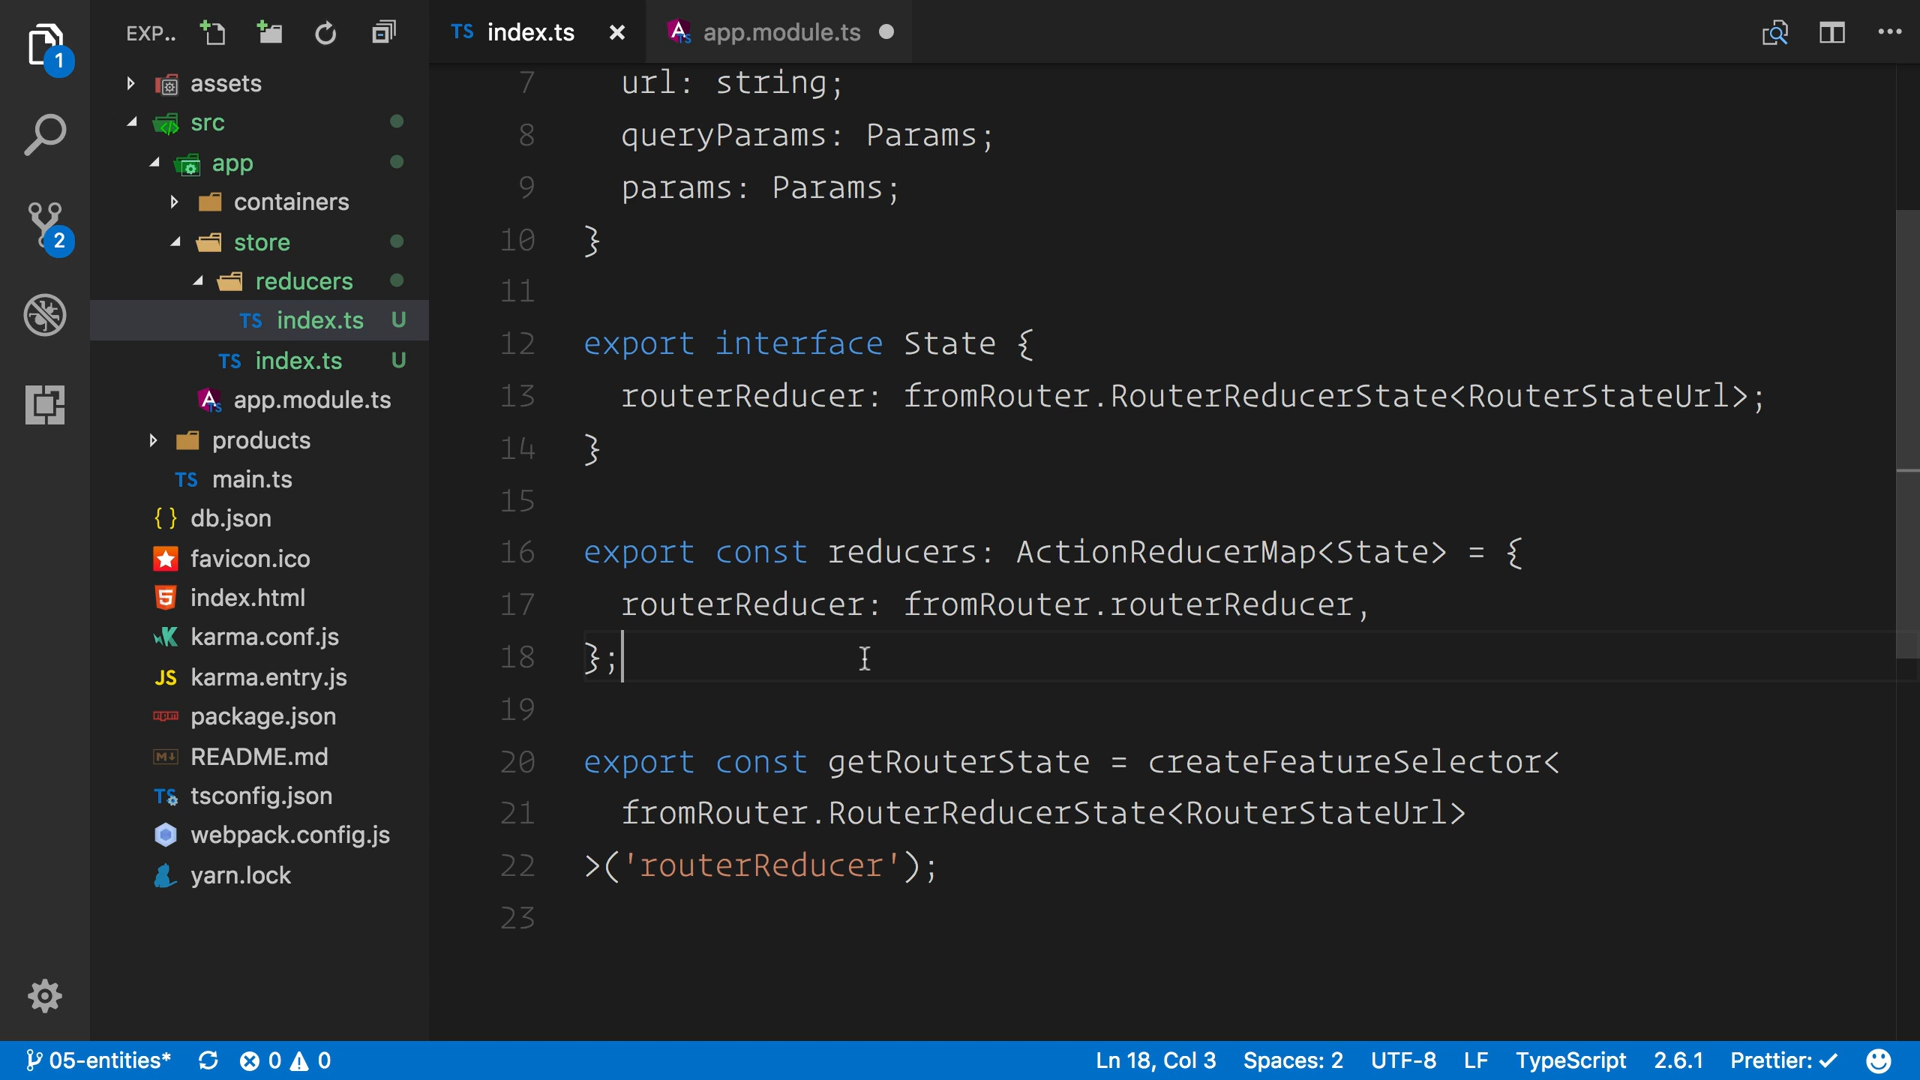 EXP..
index.ts
app.module.ts
1
2
assets
src
app
containers
store
reducers
TS index.ts U
TS index.ts U
app.module.ts
products
TS main.ts
{ } db.json
favicon.ico
index.html
karma.conf.js
JS karma.entry.js
package.json
README.md
TS tsconfig.json
webpack.config.js
yarn.lock
7 url: string;
8 queryParams: Params;
9 params: Params;
10 }
11
12 export interface State {
13 routerReducer: fromRouter.RouterReducerState<RouterStateUrl>;
14 }
15
16 export const reducers: ActionReducerMap<State> = {
17 routerReducer: fromRouter.routerReducer,
18 };
19
20 export const getRouterState = createFeatureSelector<
21 fromRouter.RouterReducerState<RouterStateUrl>
22 >('routerReducer');
23
05-entities* 0 0 Ln 18, Col 3 Spaces: 2 UTF-8 LF TypeScript 2.6.1 Prettier: ✓